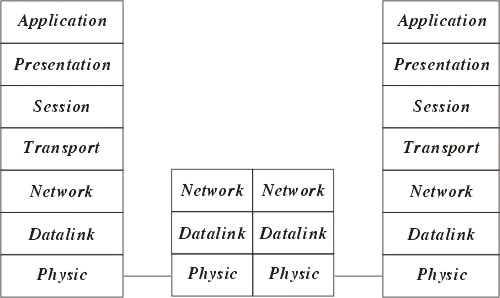 Application
Presentation
Session
Transport
Network
Datalink
Physic
Network Network
Datalink Datalink
Physic Physic
Application
Presentation
Session
Transport
Network
Datalink
Physic